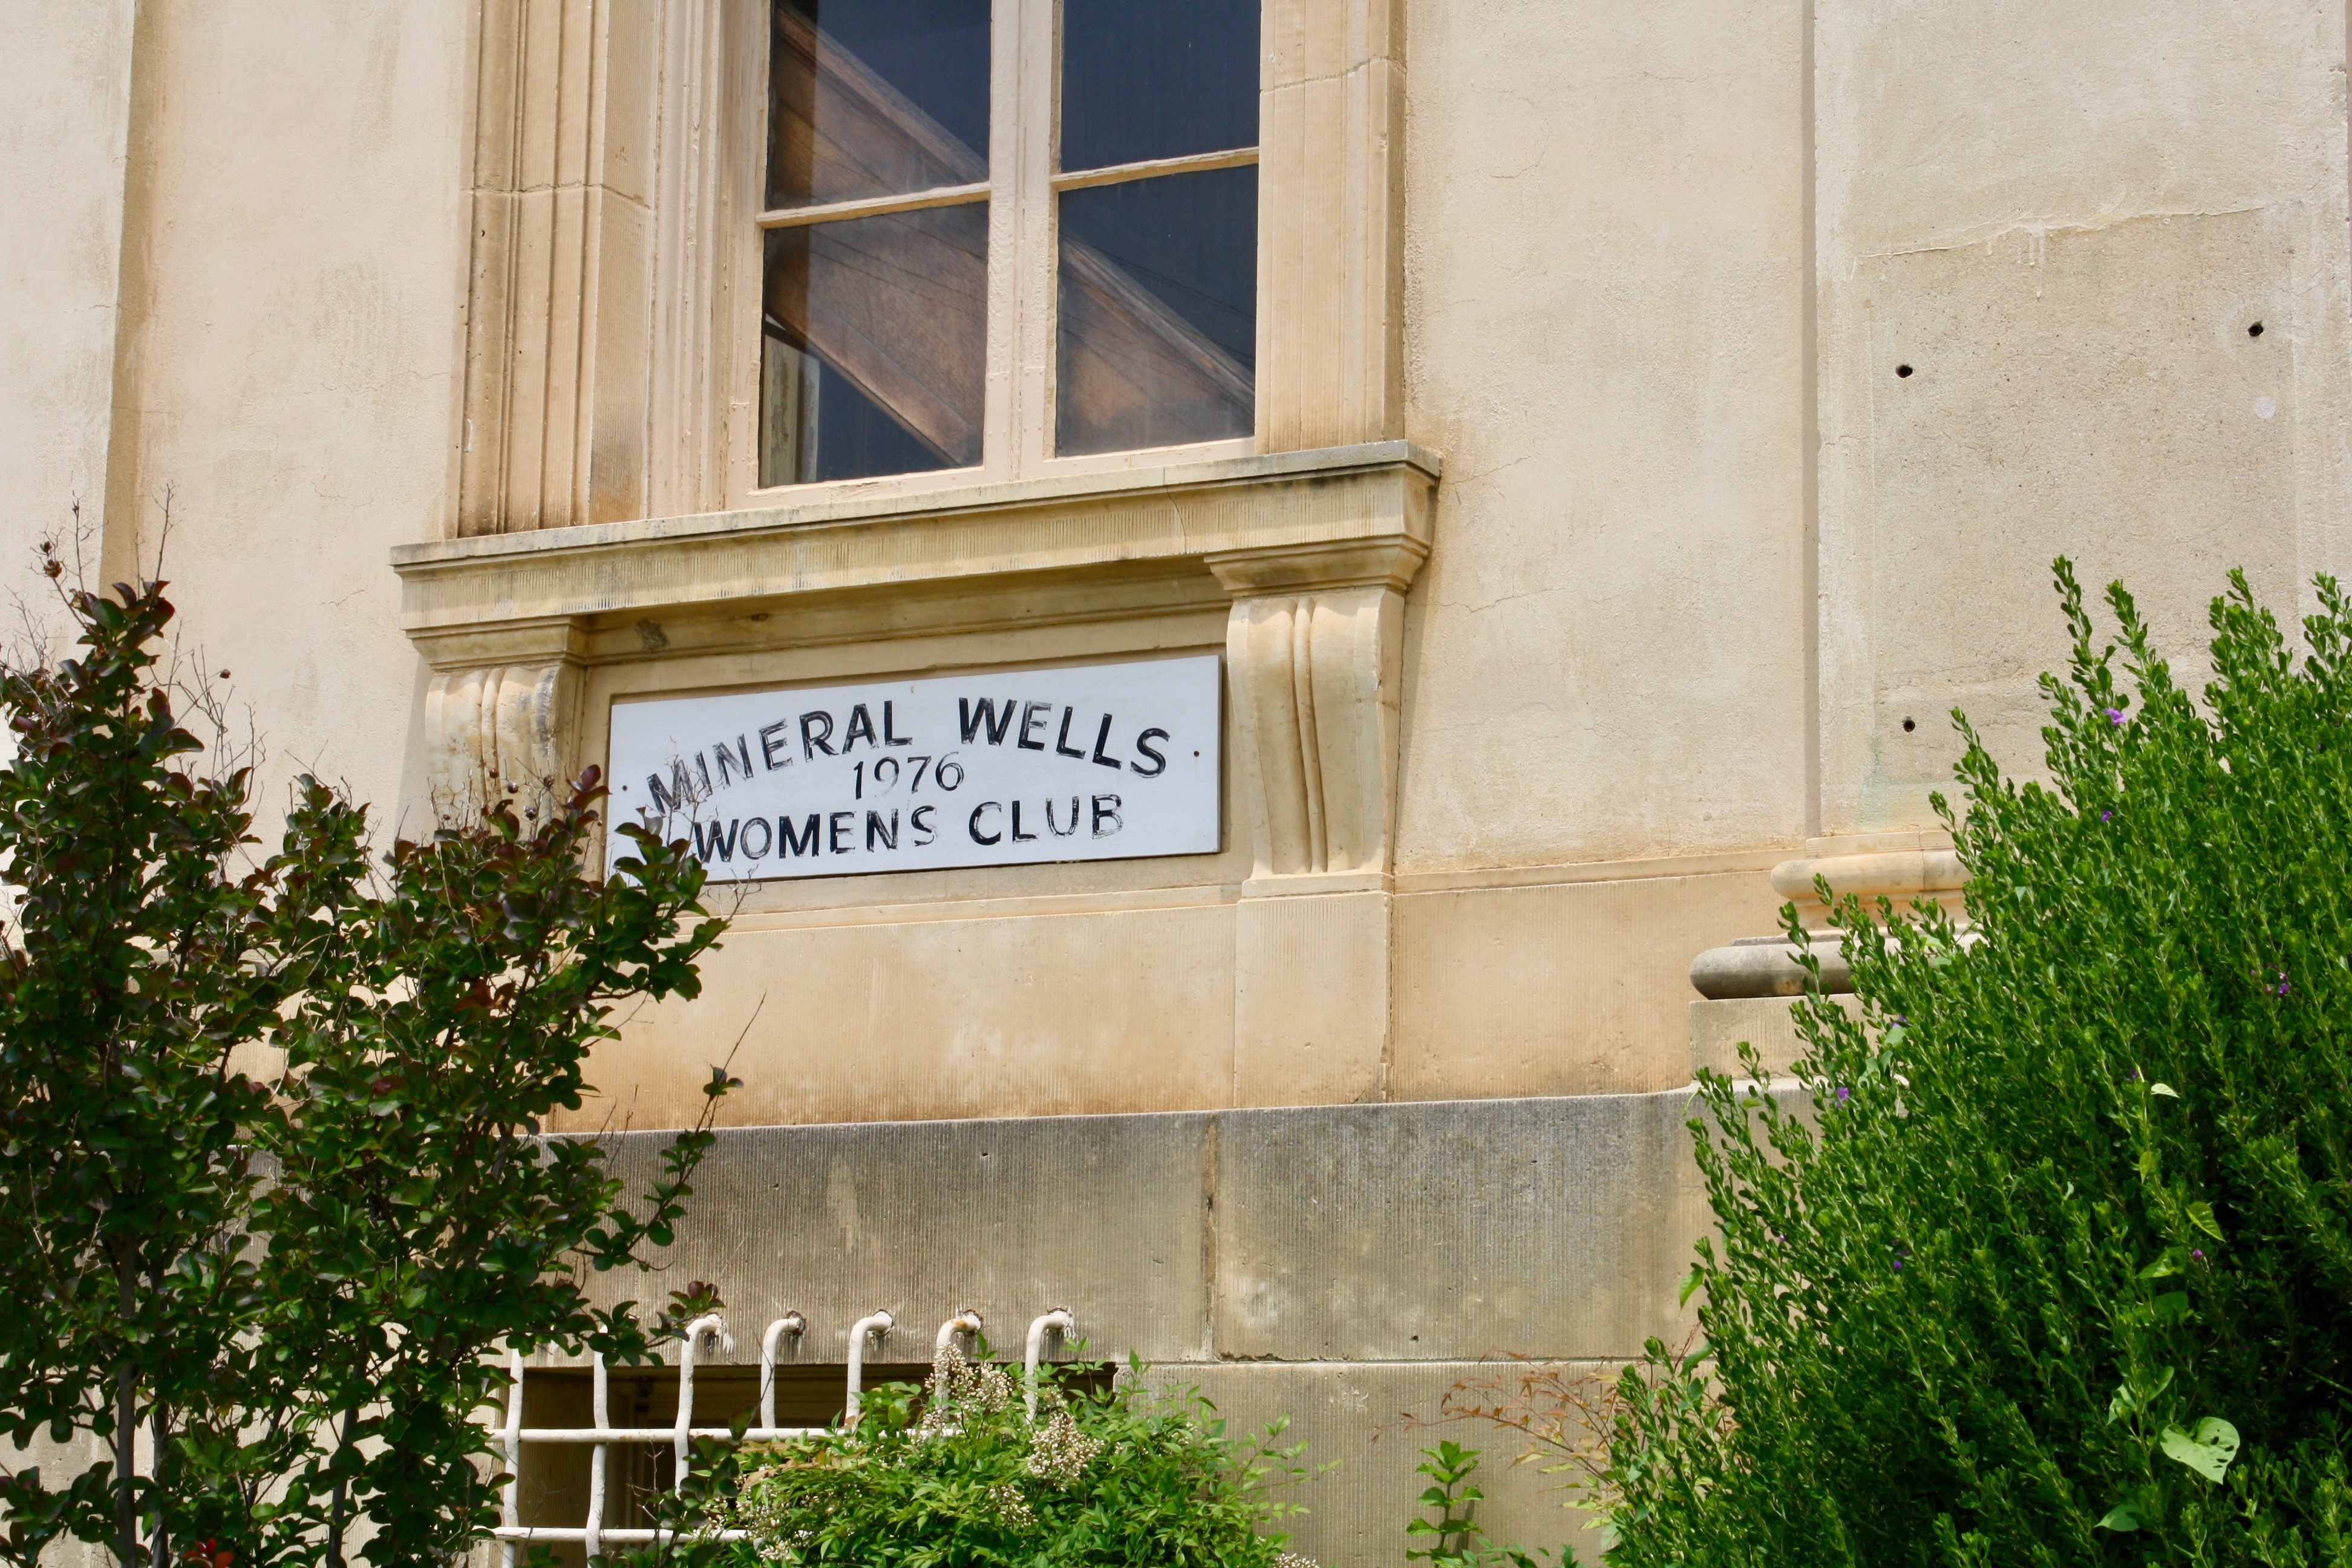 MINERAL WELLS
1976
WOMENS CLUB